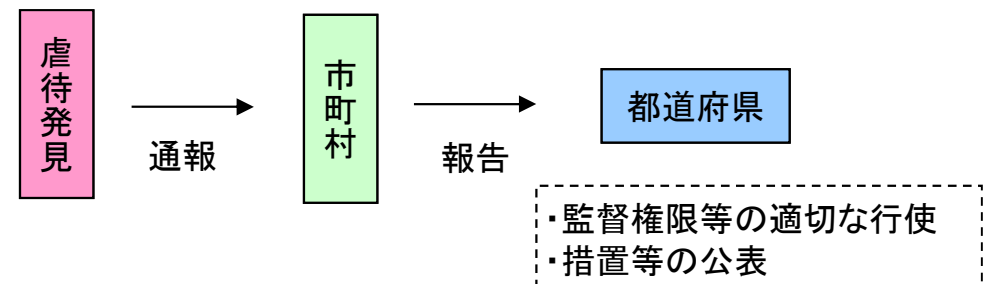 虐待発見
通報
市町村
報告
都道府県
・監督権限等の適切な行使
・措置等の公表